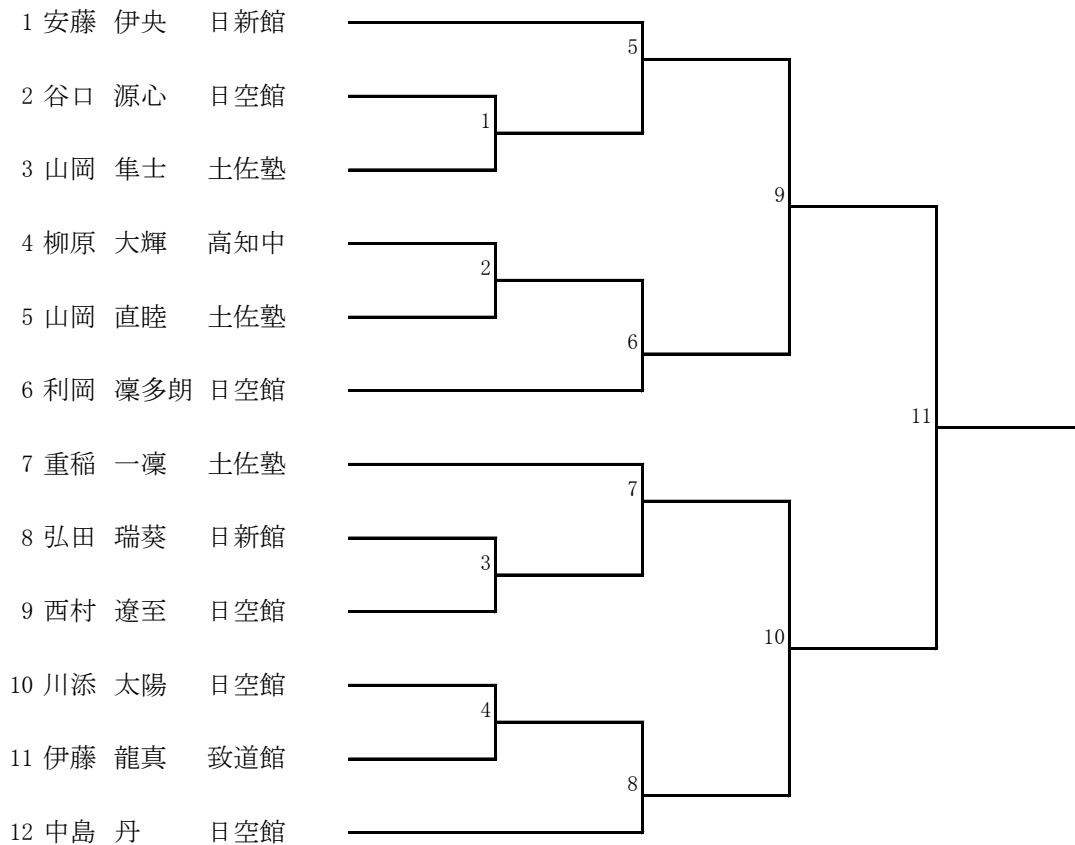 1 安藤 伊央 日新館
5
2 谷口 源心 日空館
1
3 山岡 隼士 土佐塾
9
4 柳原 大輝 高知中
2
5 山岡 直睦 土佐塾
6
6 利岡 凜多朗 日空館
11
7 重稲 一凜 土佐塾
7
8 弘田 瑞葵 日新館
3
9 西村 遼至 日空館
10
10 川添 太陽 日空館
4
11 伊藤 龍真 致道館
8
12 中島 丹 日空館